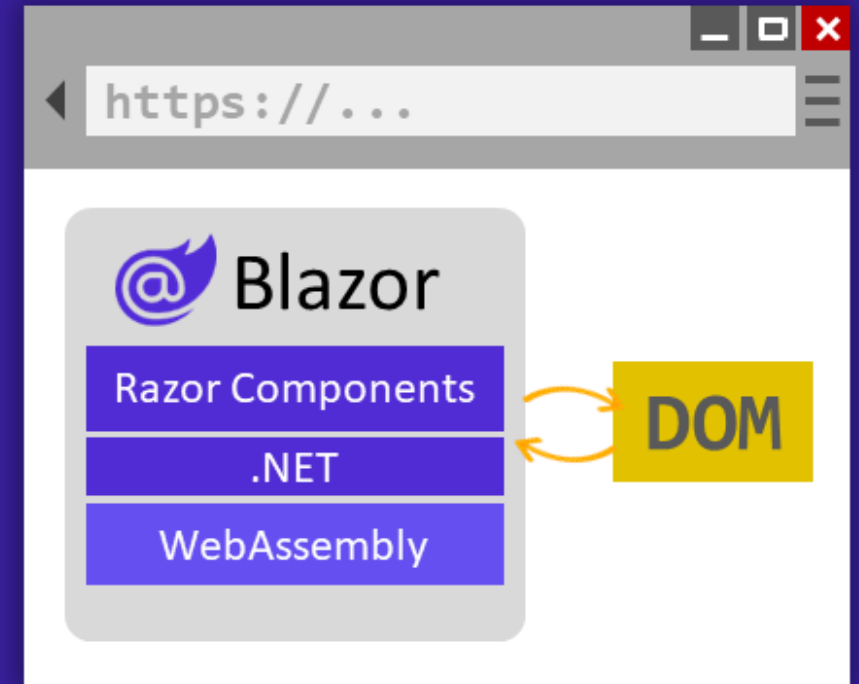 https://...
@ Blazor
Razor Components
.NET
WebAssembly
DOM